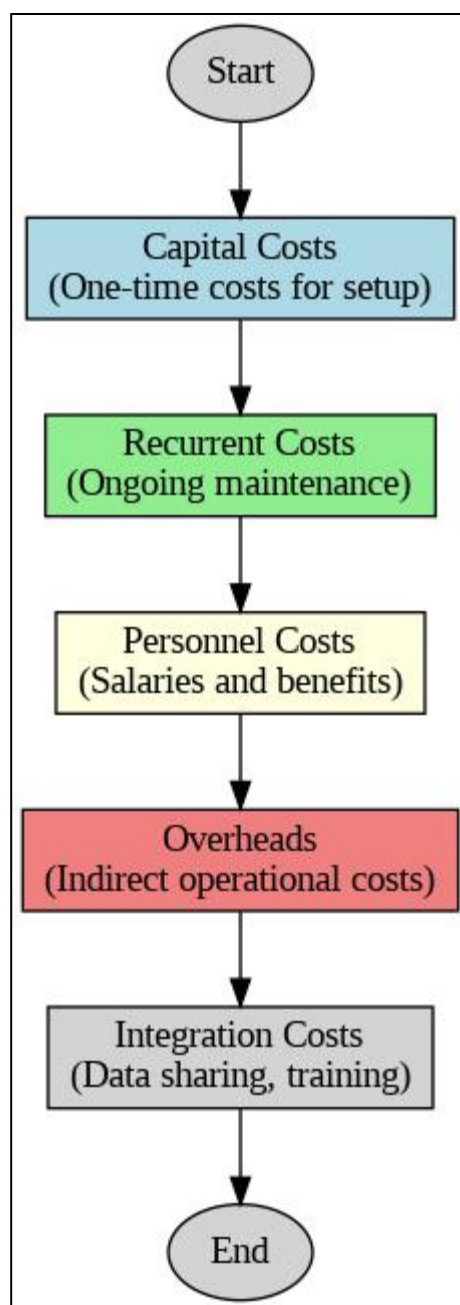 Start
Capital Costs
(One-time costs for setup)
Recurrent Costs
(Ongoing maintenance)
Personnel Costs
(Salaries and benefits)
Overheads
(Indirect operational costs)
Integration Costs
(Data sharing, training)
End